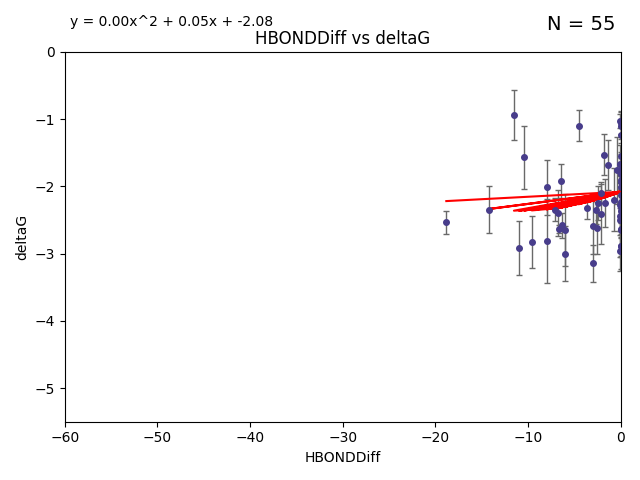 y = 0.00x^2 + 0.05x + -2.08
N = 55
HBONDDiff vs deltaG
0
−1
−2
−3
−4
−5
deltaG
−60
−50
−40
−30
−20
−10
0
HBONDDiff